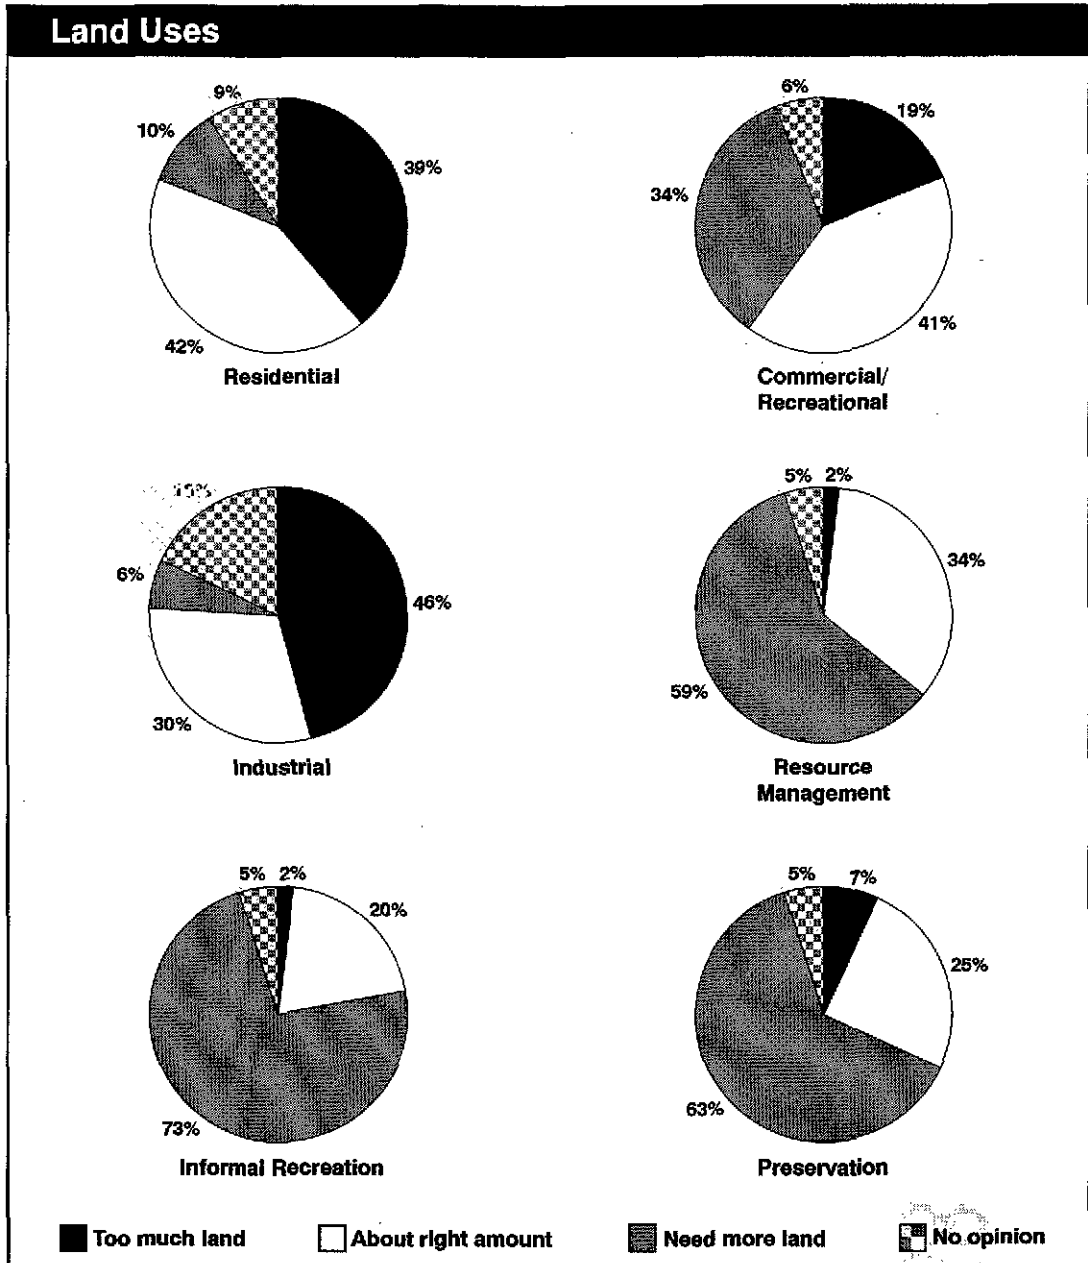 Land Uses
9%
10%
39%
42%
Residential
6%
19%
34%
41%
Commercial/
Recreational
6%
46%
30%
Industrial
5% 2%
34%
59%
Resource
Management
5% 2%
20%
73%
Informal Recreation
5% 7%
25%
63%
Preservation
Too much land
About right amount
Need more land
No opinion